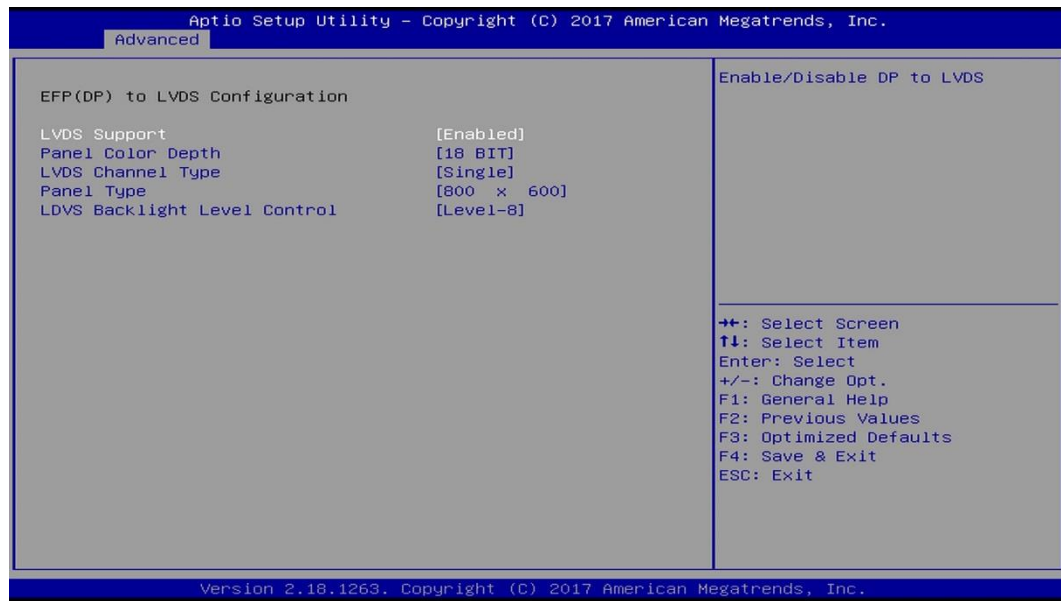 Aptio Setup Utility – Copyright (C) 2017 American Megatrends, Inc.
Advanced
EFP(DP) to LVDS Configuration
LVDS Support [Enabled]
Panel Color Depth [18 BIT]
LVDS Channel Type [Single]
Panel Type [800 x 600]
LDVS Backlight Level Control [Level-8]
Enable/Disable DP to LVDS
→←: Select Screen
↑↓: Select Item
Enter: Select
+/-: Change Opt.
F1: General Help
F2: Previous Values
F3: Optimized Defaults
F4: Save & Exit
ESC: Exit
Version 2.18.1263. Copyright (C) 2017 American Megatrends, Inc.